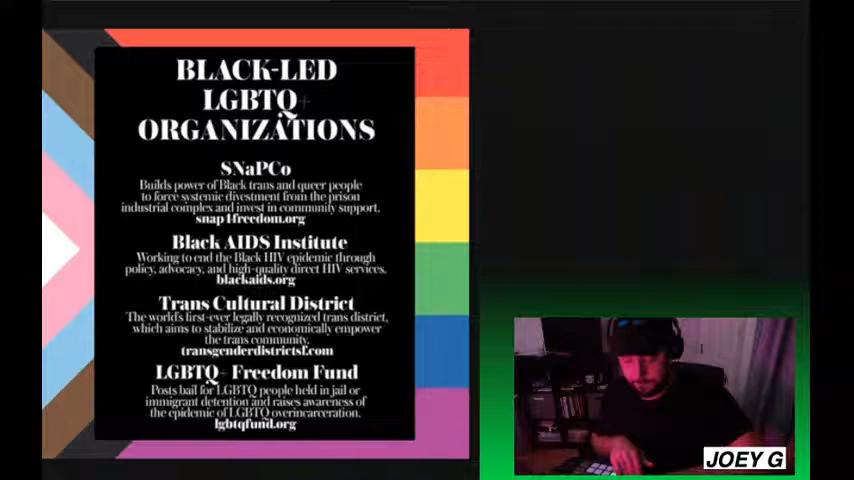 BLACK-LED
LGBTQ+
ORGANIZATIONS
SNaPCo
Builds power of Black trans and queer people
to force systemic divestment from the prison
industrial complex and invest in community support.
snap4freedom.org
Black AIDS Institute
Working to end the Black HIV epidemic through
policy, advocacy, and high-quality direct HIV services.
blackaids.org
Trans Cultural District
The world's first-ever legally recognized trans district,
which aims to stabilize and economically empower
the trans community.
transgenderdistrictsf.com
LGBTQ+ Freedom Fund
Posts bail for LGBTQ people held in jail or
immigrant detention and raises awareness of
the epidemic of LGBTQ overincarceration.
lgbtqfund.org
JOEY G